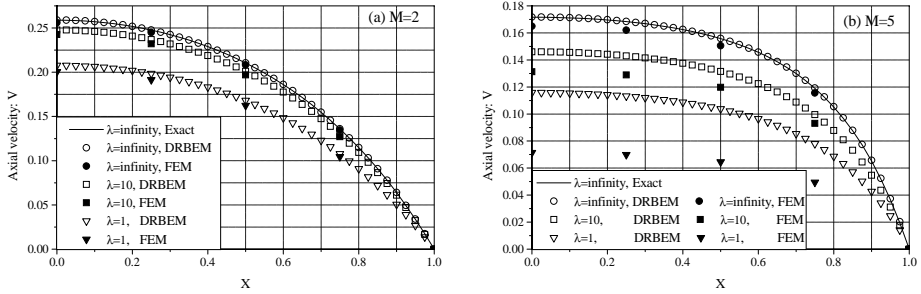 (a) M=2
Axial velocity: V
0.25
0.20
0.15
0.10
0.05
0.00
λ=infinity, Exact
λ=infinity, DRBEM
λ=infinity, FEM
λ=10, DRBEM
λ=10, FEM
λ=1, DRBEM
λ=1, FEM
0.0 0.2 0.4 0.6 0.8 1.0
X
(b) M=5
Axial velocity: V
0.18
0.16
0.14
0.12
0.10
0.08
0.06
0.04
0.02
0.00
λ=infinity, Exact
λ=infinity, DRBEM λ=infinity, FEM
λ=10, DRBEM λ=10, FEM
λ=1, DRBEM λ=1, FEM
0.0 0.2 0.4 0.6 0.8 1.0
X